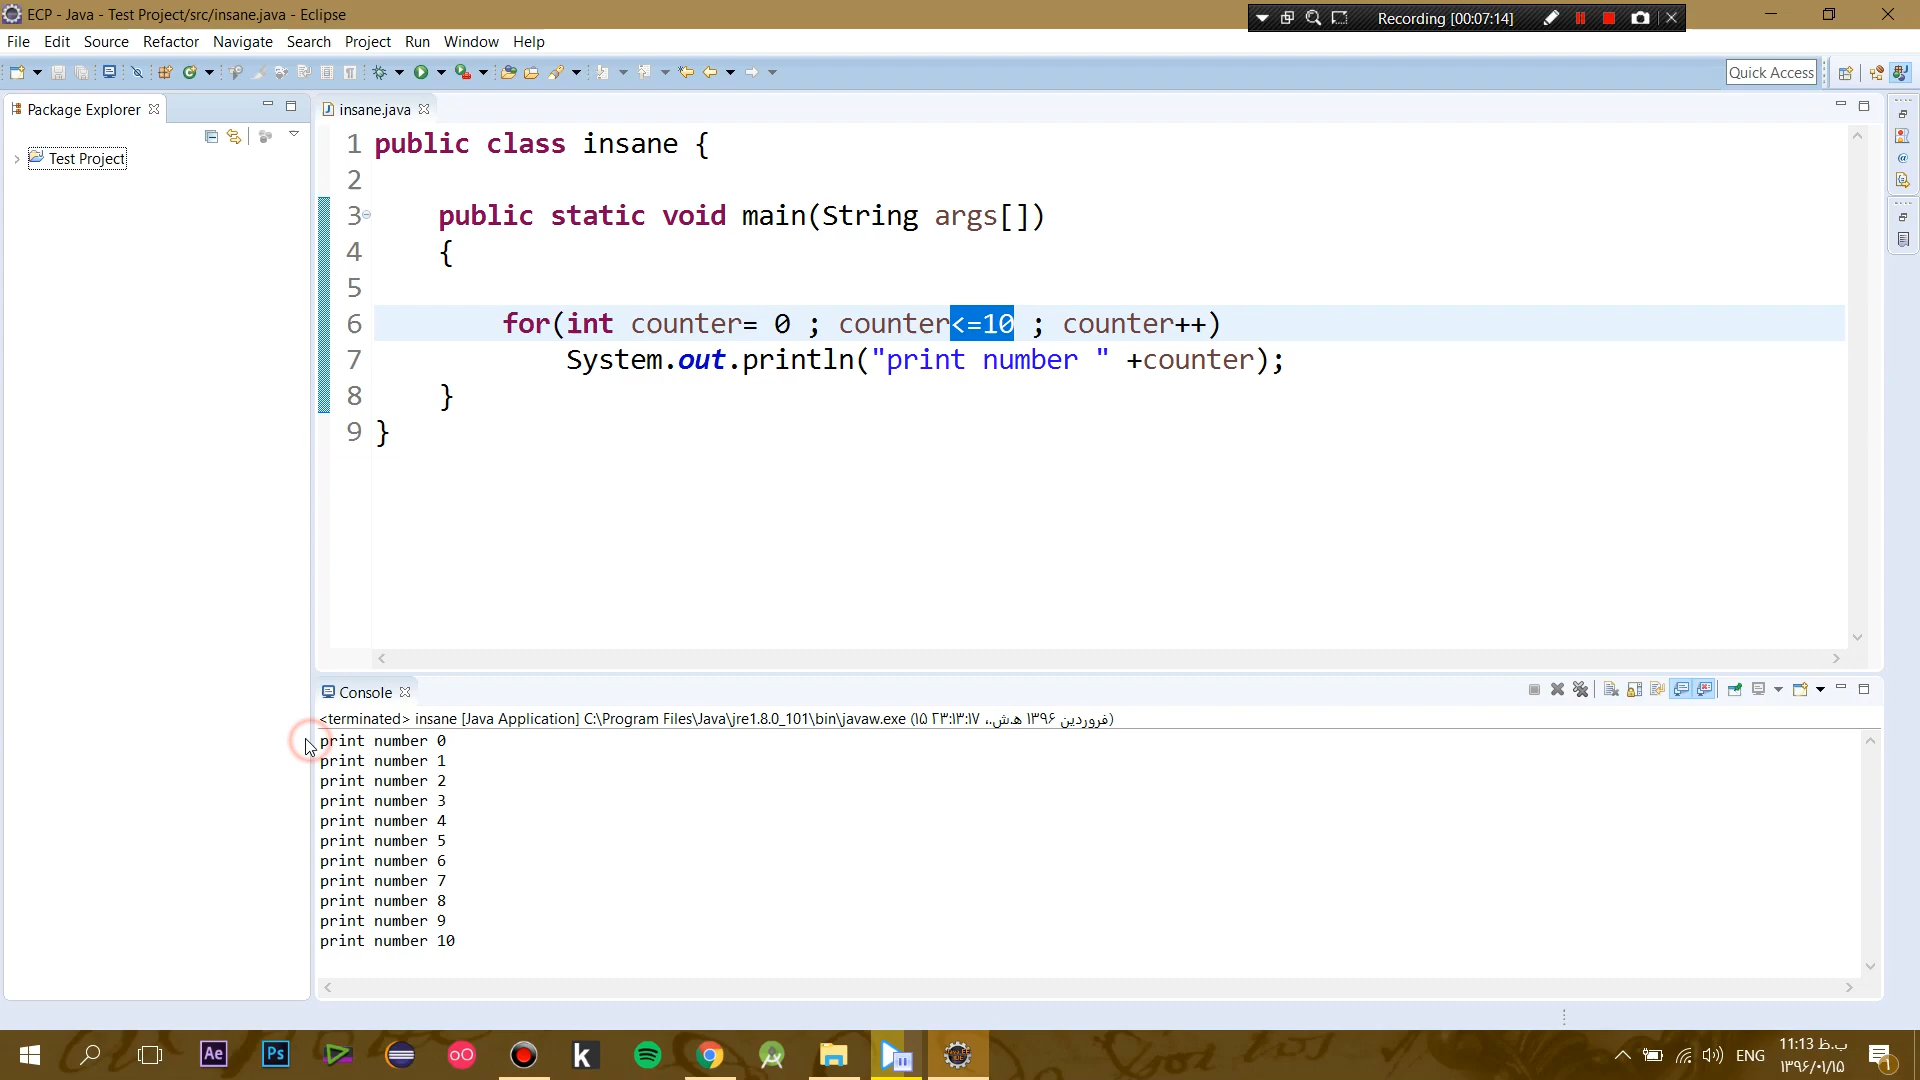 ECP - Java - Test Project/src/insane.java - Eclipse
Recording [00:07:14]
File Edit Source Refactor Navigate Search Project Run Window Help
Quick Access
Package Explorer
insane.java
Test Project
1 public class insane {
2
3 public static void main(String args[])
4 {
5
6 for(int counter= 0 ; counter<=10 ; counter++)
7 System.out.println("print number " +counter);
8 }
9 }
Console
<terminated> insane [Java Application] C:\Program Files\Java\jre1.8.0_101\bin\javaw.exe (۱۵ فروردین ۱۳۹۶ ه‍.ش.،‏ ۲۳:۱۳:۱۷)
print number 0
print number 1
print number 2
print number 3
print number 4
print number 5
print number 6
print number 7
print number 8
print number 9
print number 10
Ae Ps k
ENG
11:13 ب.ظ
۱۳۹۶/۰۱/۱۵
1